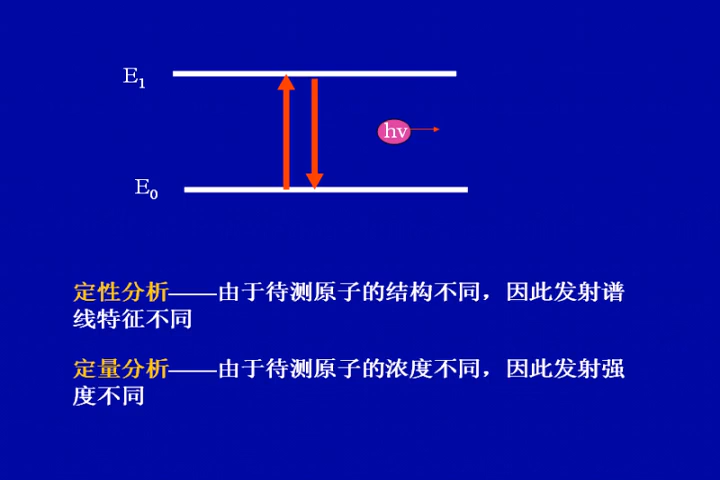 E₁
hv
E₀
定性分析——由于待测原子的结构不同，因此发射谱
线特征不同
定量分析——由于待测原子的浓度不同，因此发射强
度不同